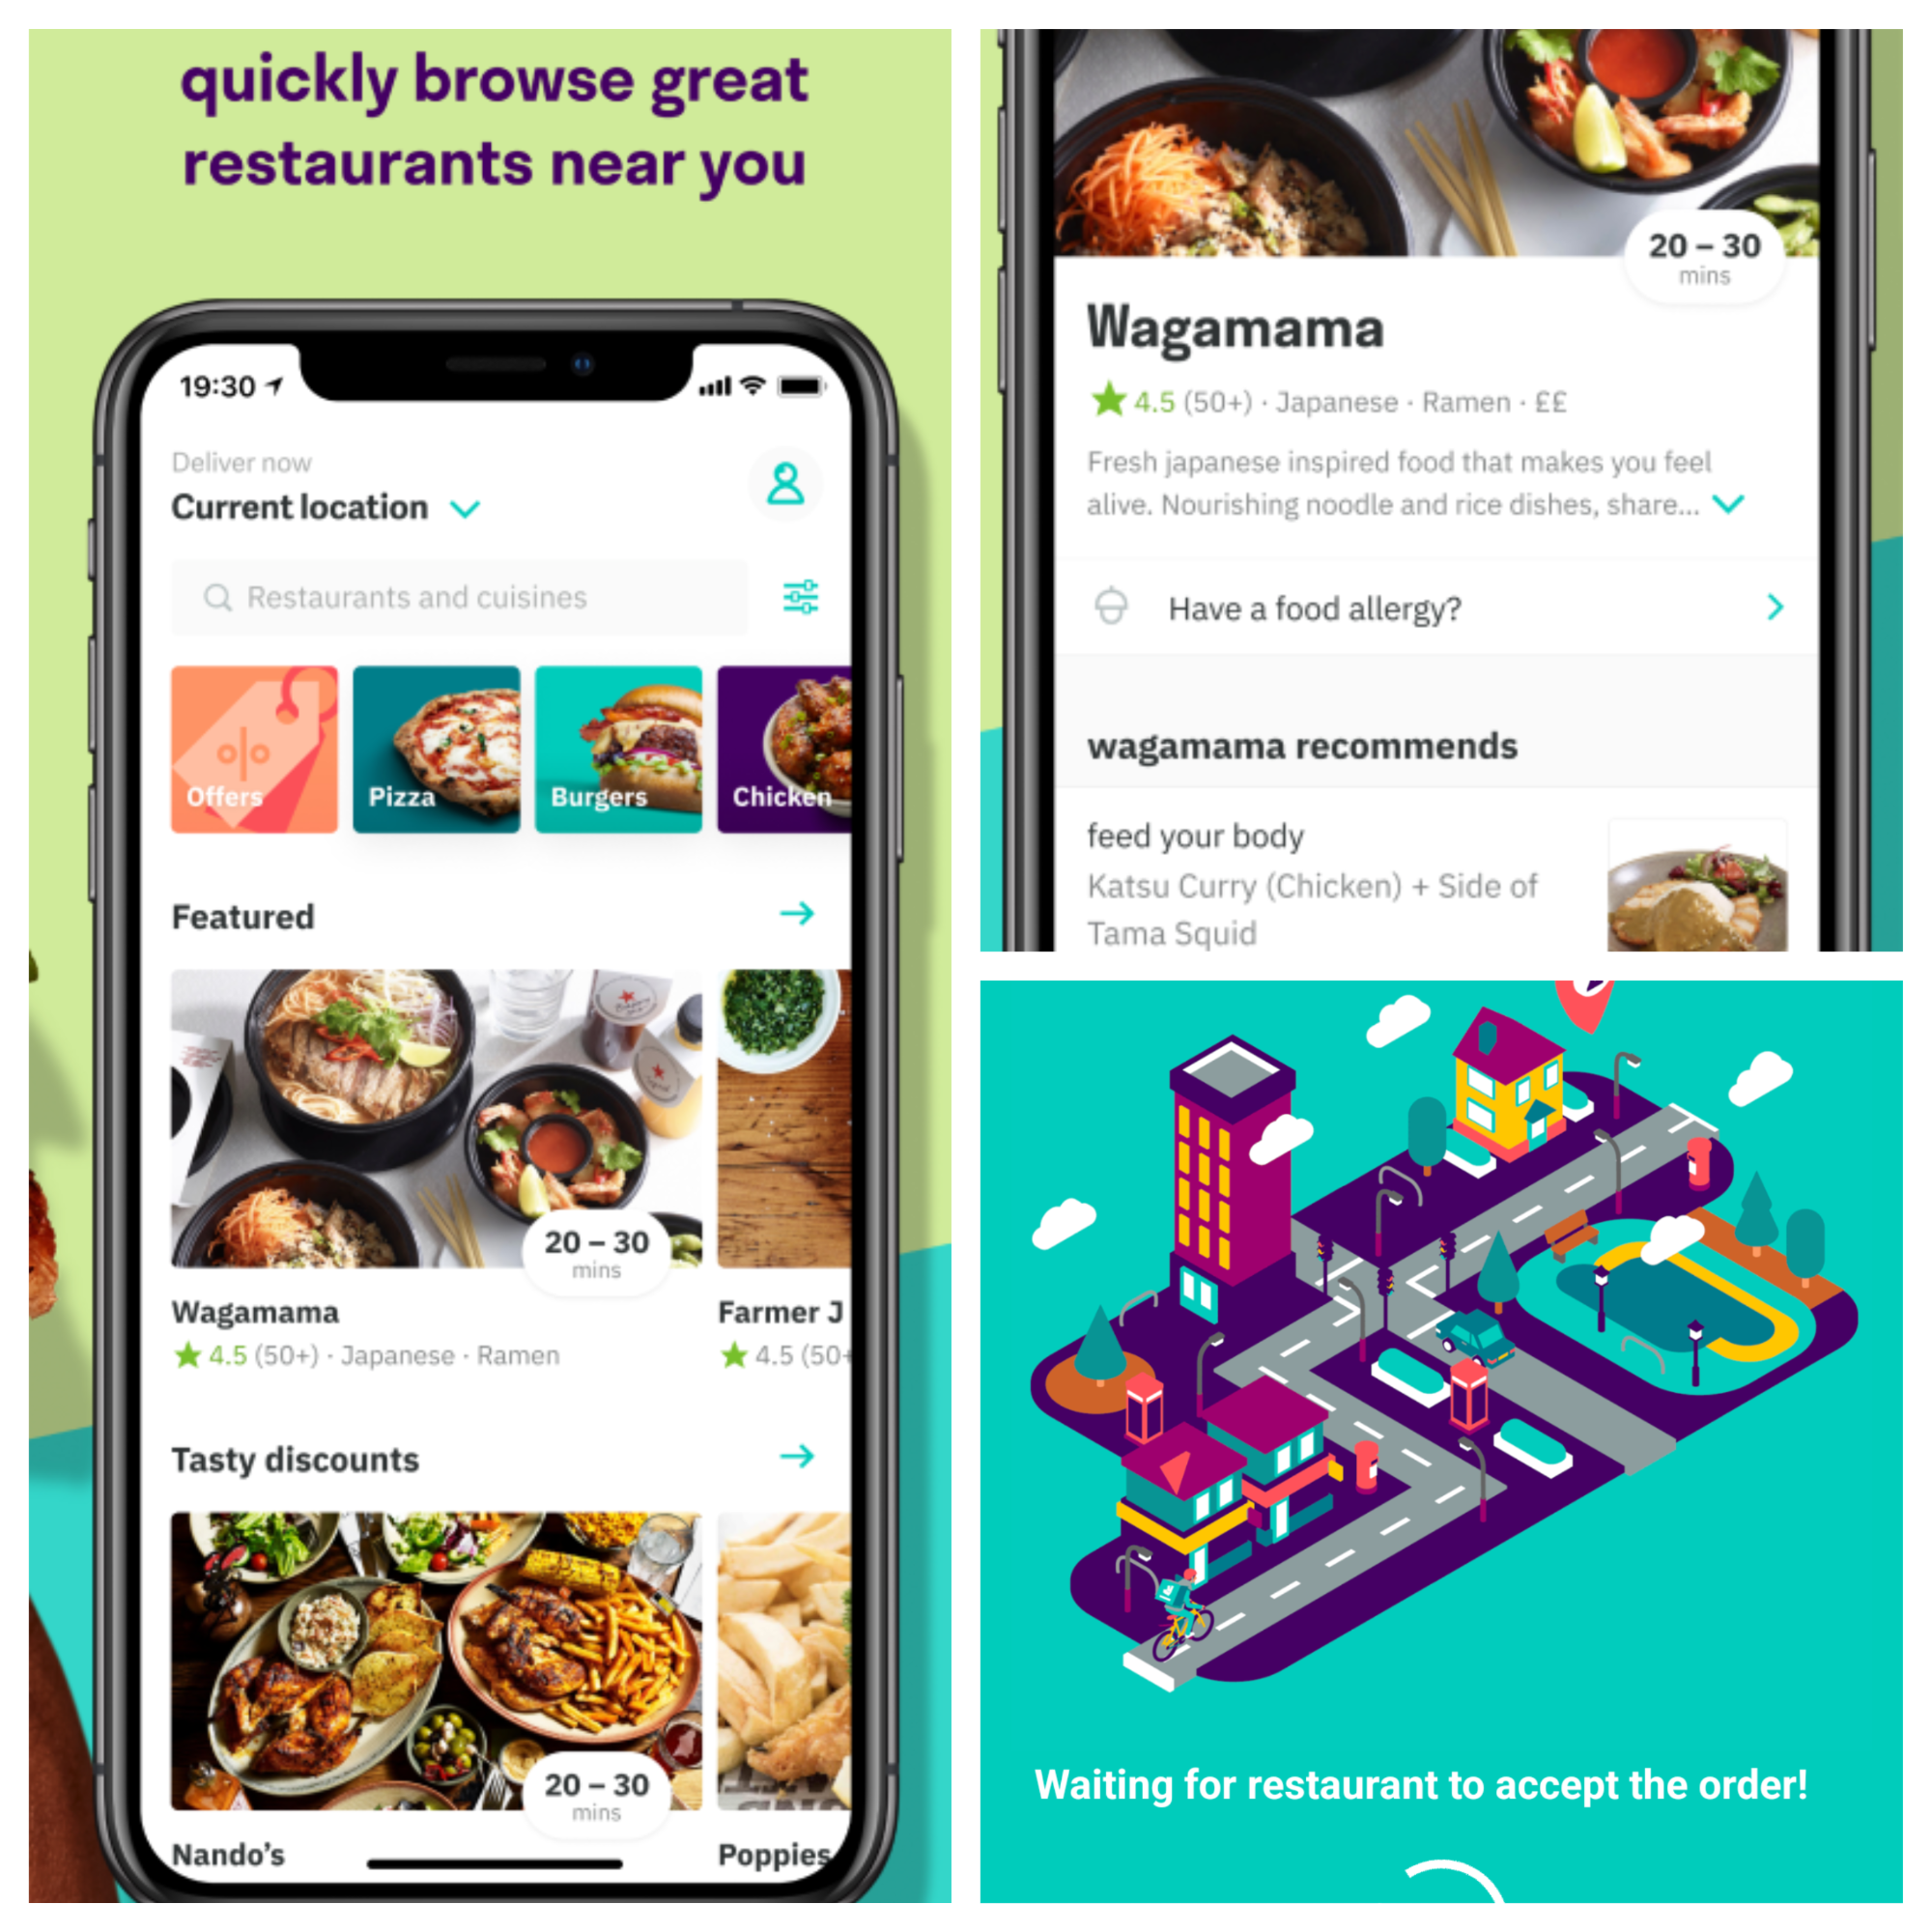 quickly browse great
restaurants near you
19:30
Deliver now
Current location
Restaurants and cuisines
Offers
Pizza
Burgers
Chicken
Featured
20 – 30
mins
Wagamama
4.5 (50+) · Japanese · Ramen
Farmer J
4.5 (50+
Tasty discounts
20 – 30
mins
Nando's
Poppies
20 – 30
mins
Wagamama
4.5 (50+) · Japanese · Ramen · ££
Fresh japanese inspired food that makes you feel
alive. Nourishing noodle and rice dishes, share...
Have a food allergy?
wagamama recommends
feed your body
Katsu Curry (Chicken) + Side of
Tama Squid
Waiting for restaurant to accept the order!